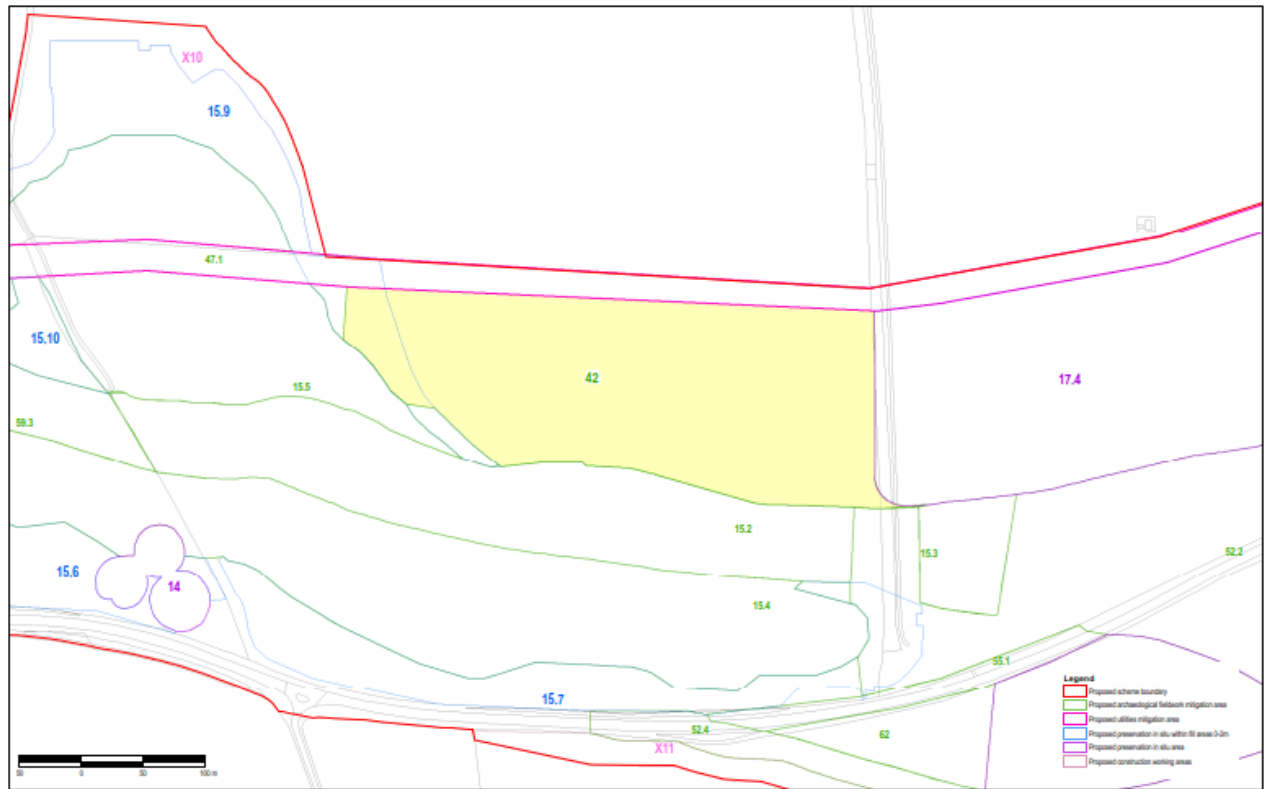 X10
15.9
47.1
15.10
42
17.4
15.5
59.3
15.2
15.3
52.2
15.6
14
15.4
55.1
15.7
52.4
62
X11
Legend
Proposed scheme boundary
Proposed archaeological fieldwork mitigation area
Proposed utilities mitigation area
Proposed preservation in situ within fill areas 0-2m
Proposed preservation in situ area
Proposed construction working areas
50 0 50 100 m